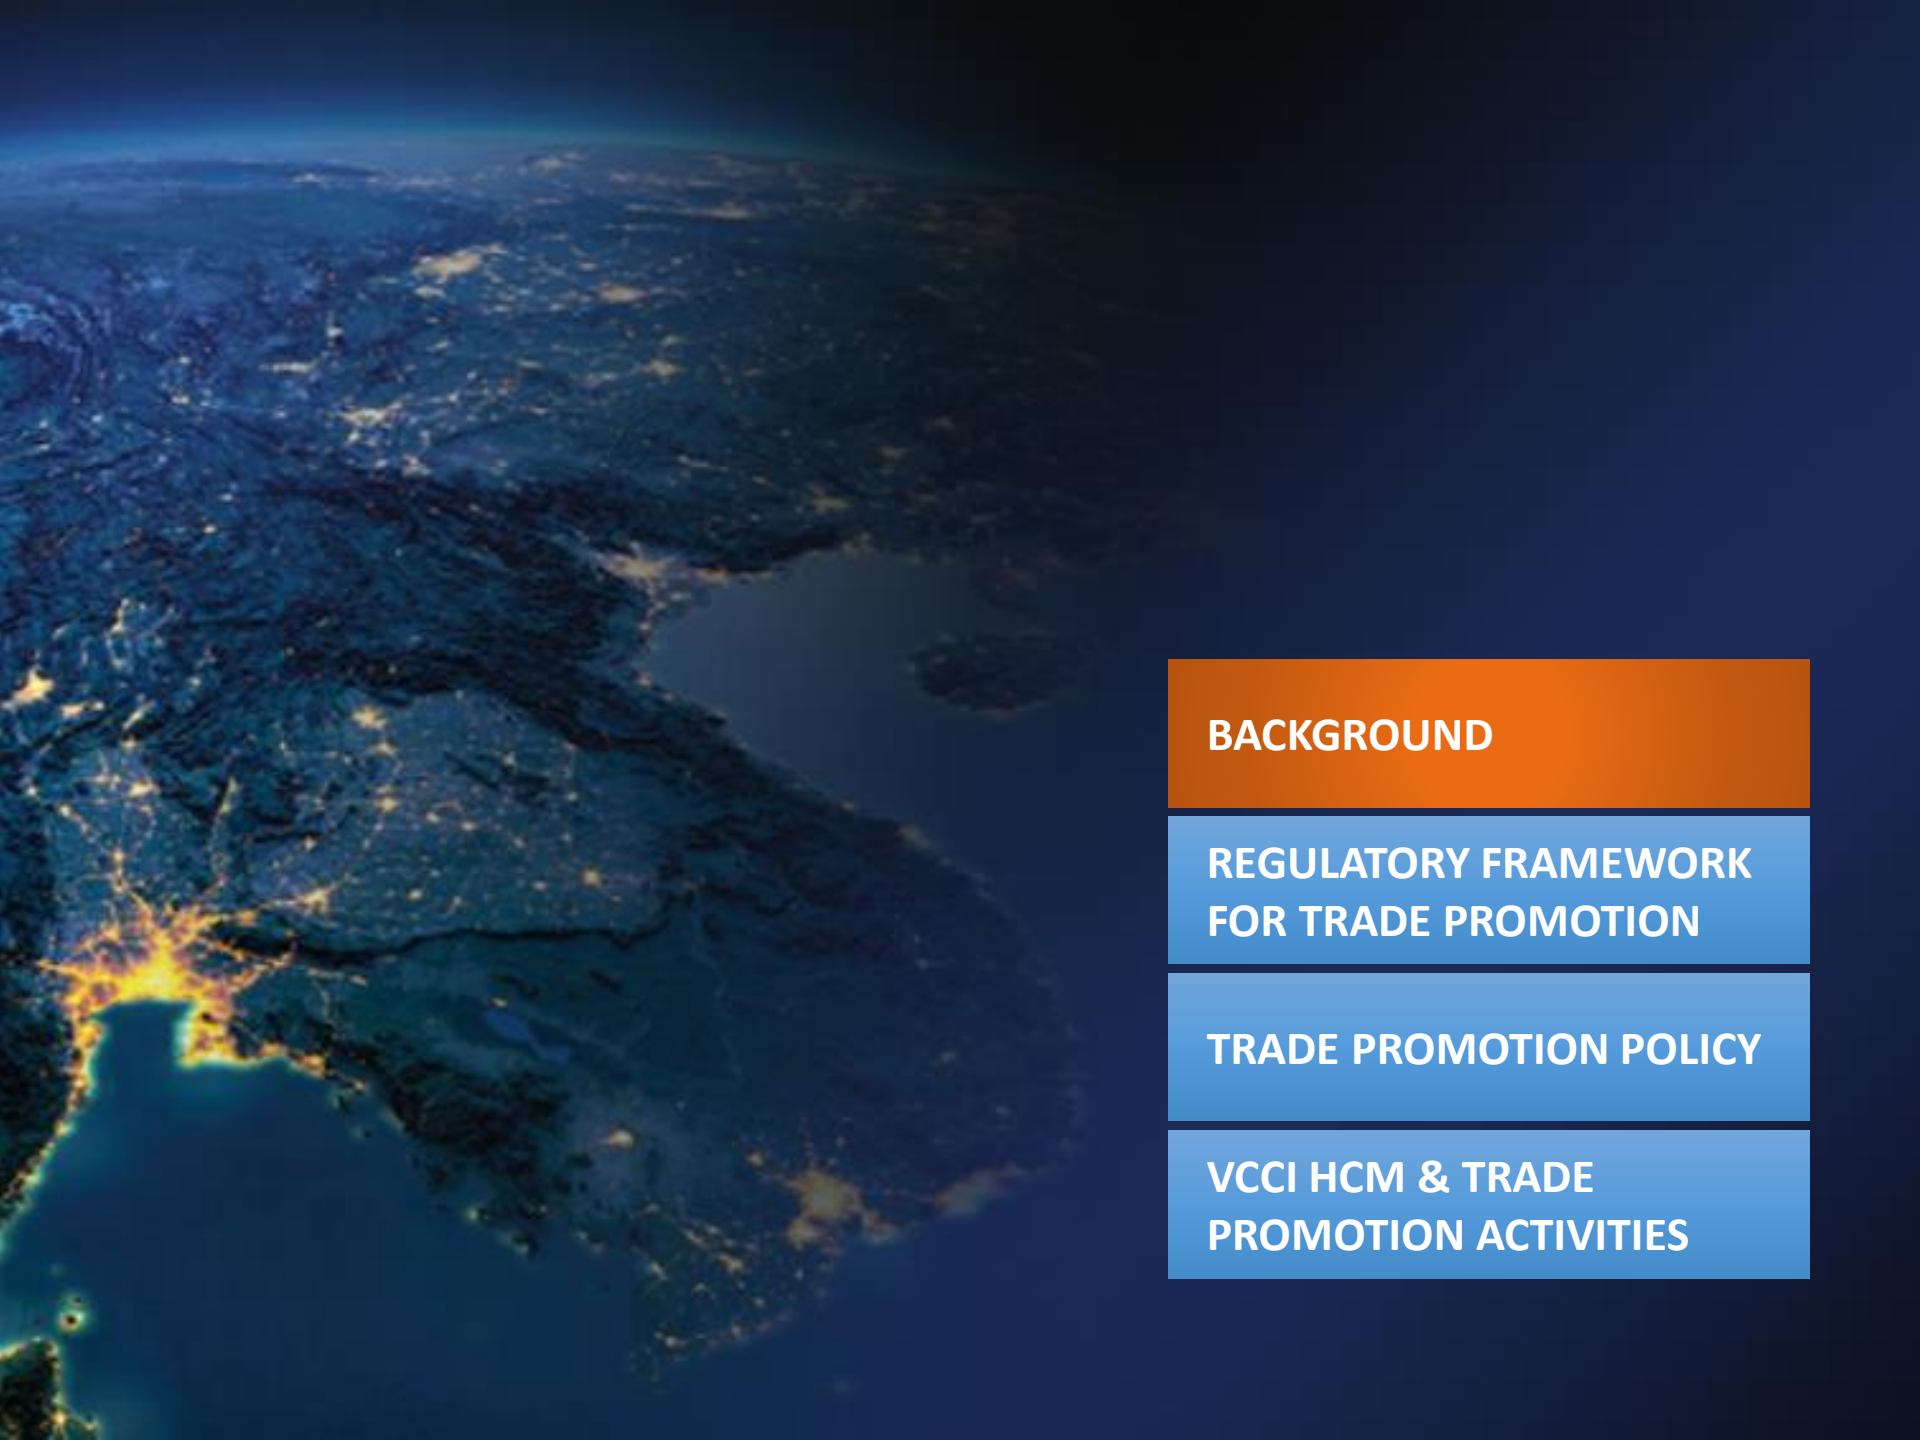 BACKGROUND
REGULATORY FRAMEWORK
FOR TRADE PROMOTION
TRADE PROMOTION POLICY
VCCI HCM & TRADE
PROMOTION ACTIVITIES